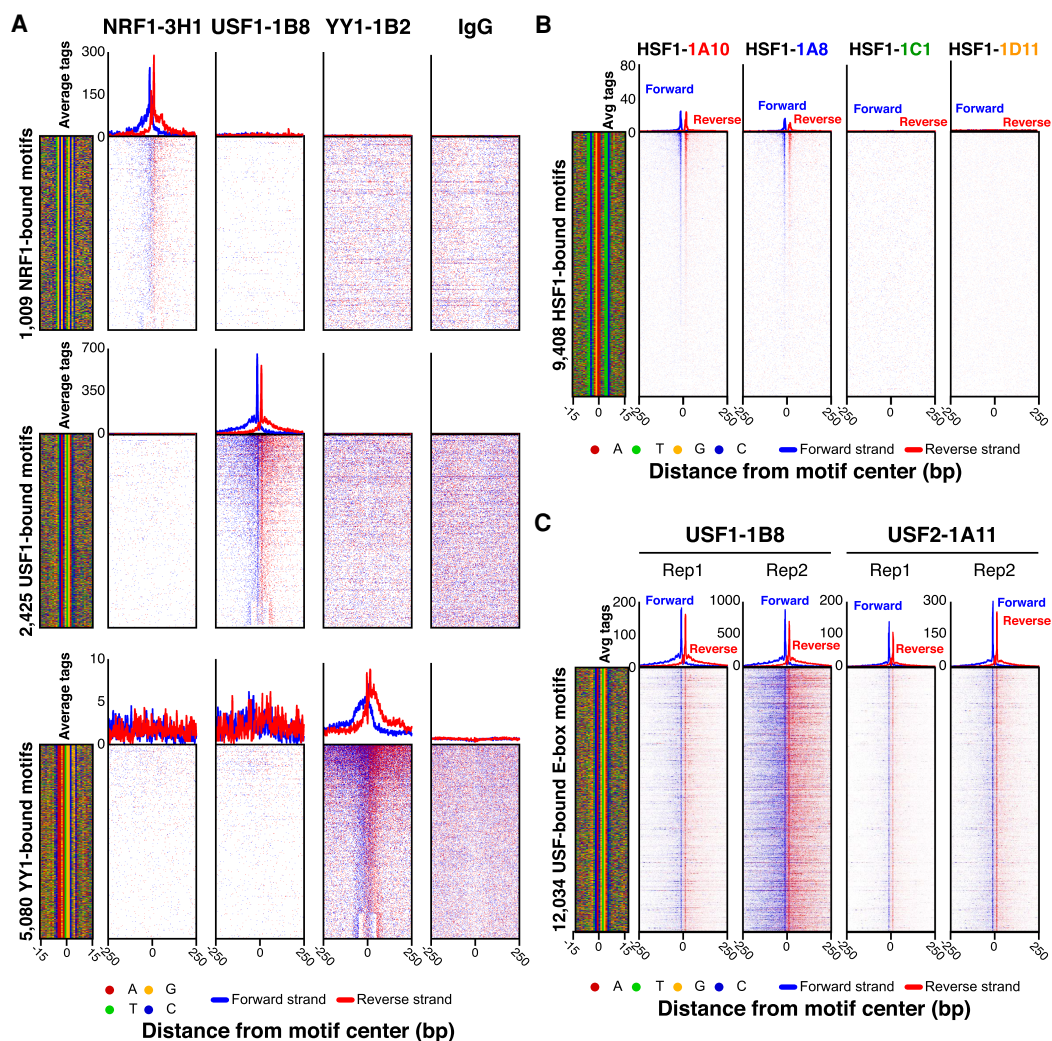 A
NRF1-3H1 USF1-1B8 YY1-1B2 IgG
Average tags
300
150
0
1,009 NRF1-bound motifs
Average tags
700
350
0
2,425 USF1-bound motifs
Average tags
10
5
0
5,080 YY1-bound motifs
-15 0 15
-250 0 250
-250 0 250
-250 0 250
-250 0 250
A G
T C
Forward strand Reverse strand
Distance from motif center (bp)
B
HSF1-1A10 HSF1-1A8 HSF1-1C1 HSF1-1D11
Avg tags
80
40
0
Forward Reverse
Forward Reverse
Forward Reverse
Forward Reverse
9,408 HSF1-bound motifs
-15 0 15
-250 0 250
-250 0 250
-250 0 250
-250 0 250
A T G C Forward strand Reverse strand
Distance from motif center (bp)
C
USF1-1B8 USF2-1A11
Rep1 Rep2 Rep1 Rep2
Avg tags
200
100
0
Forward Reverse
1000
500
0
Forward Reverse
200
100
0
Forward Reverse
300
150
0
Forward
Reverse
12,034 USF-bound E-box motifs
-15 0 15
-250 0 250
-250 0 250
-250 0 250
-250 0 250
A T G C Forward strand Reverse strand
Distance from motif center (bp)